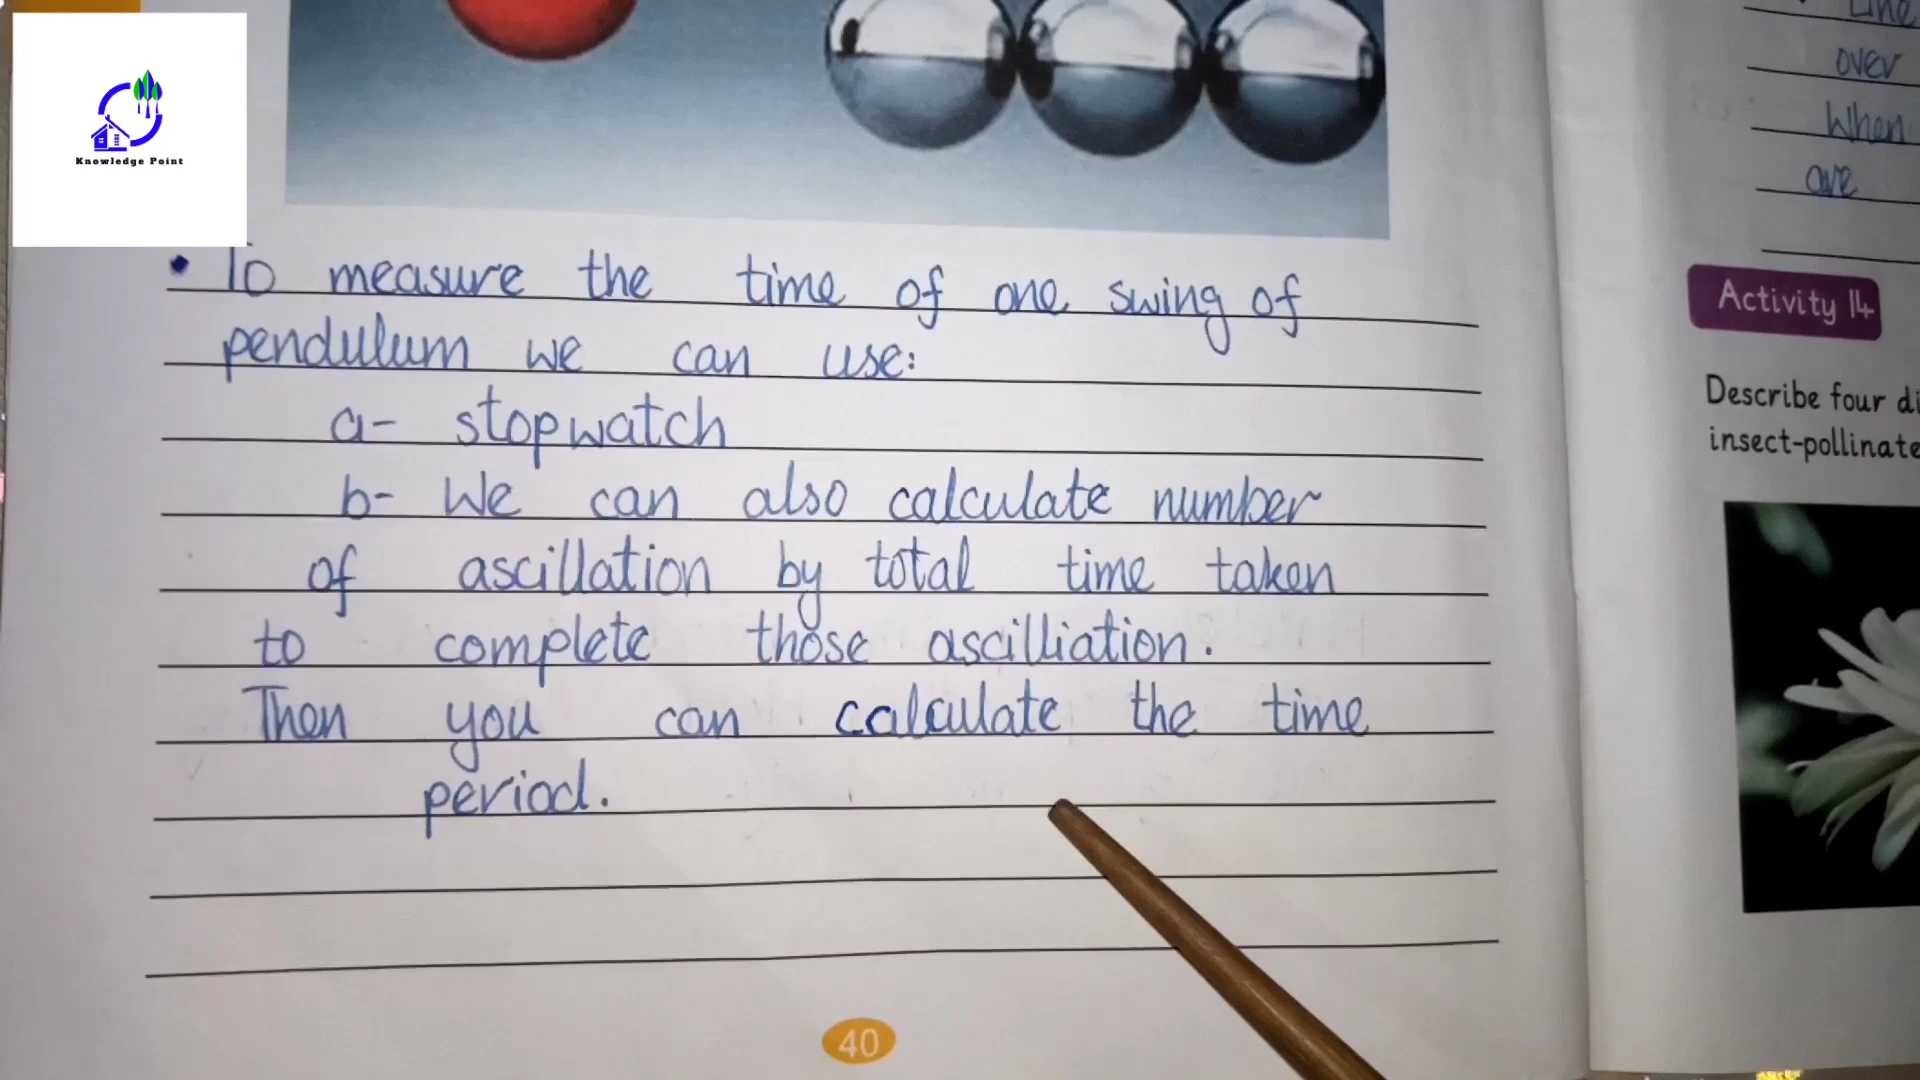 Knowledge Point
• To measure the time of one swing of
pendulum we can use:
a- stopwatch
b- We can also calculate number
of ascillation by total time taken
to complete those ascilliation.
Then you can calculate the time
period.
40
Line
over
When
are
Activity 14
Describe four di
insect-pollinate